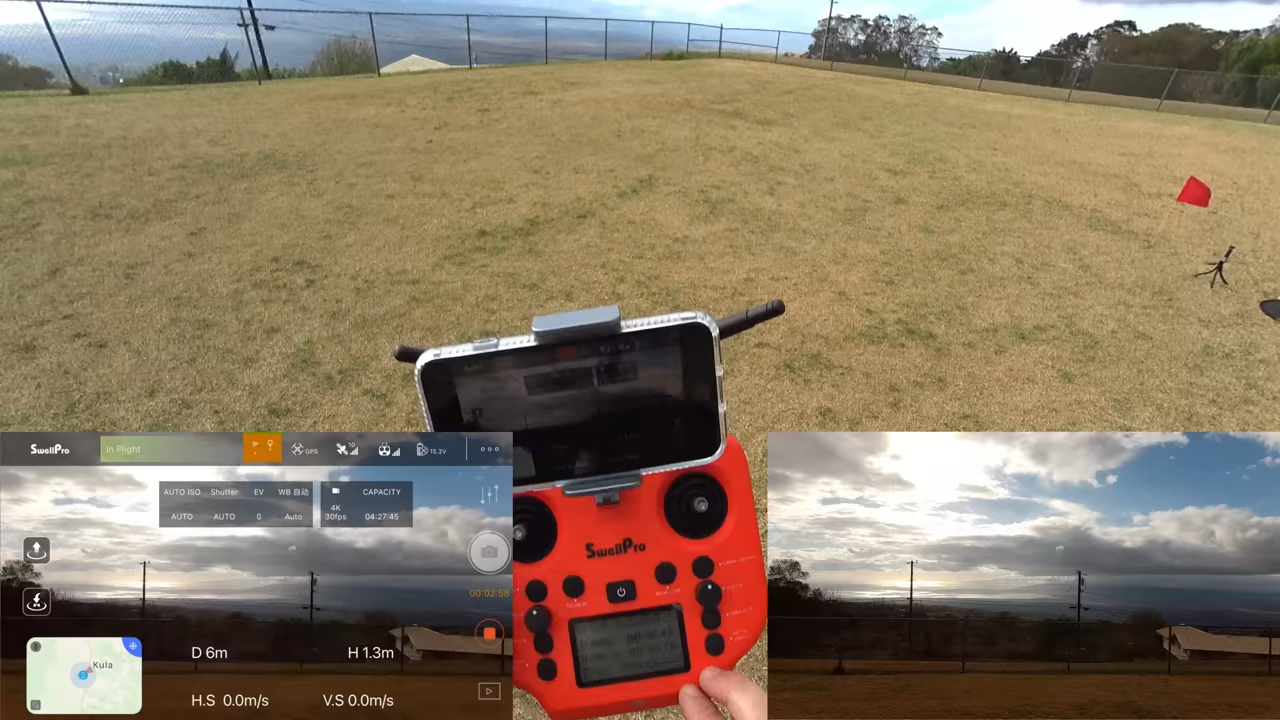 SwellPro
In Flight
GPS
10
15.3V
AUTO ISO Shutter EV WB 自动
AUTO AUTO 0 Auto
CAPACITY
4K
30fps
04:27:45
00:02:58
Kula
D 6m
H 1.3m
H.S 0.0m/s
V.S 0.0m/s
SwellPro